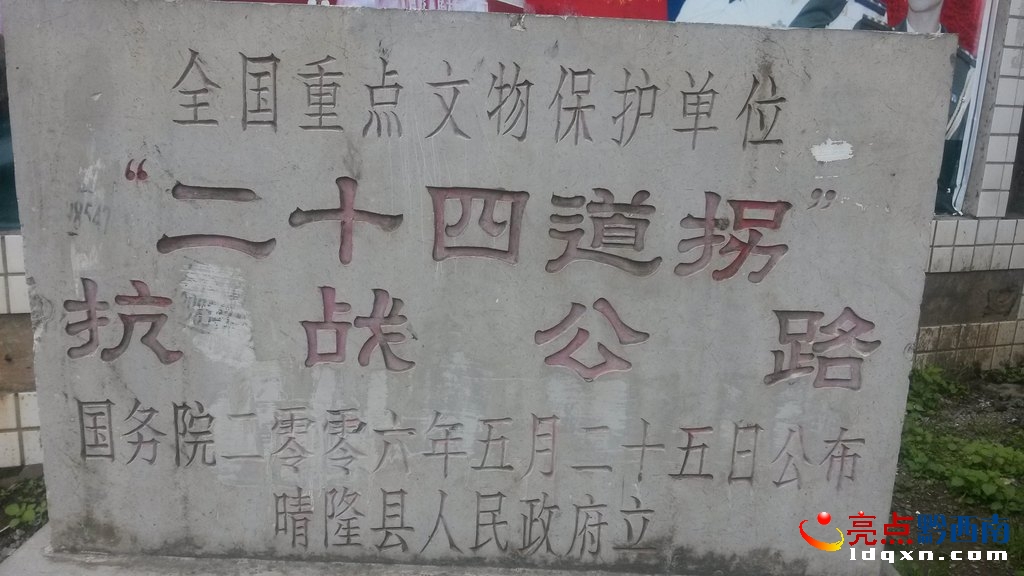 全国重点文物保护单位
“二十四道拐”
抗战公路
国务院二零零六年五月二十五日公布
晴隆县人民政府立
亮点黔西南
ldqxn.com